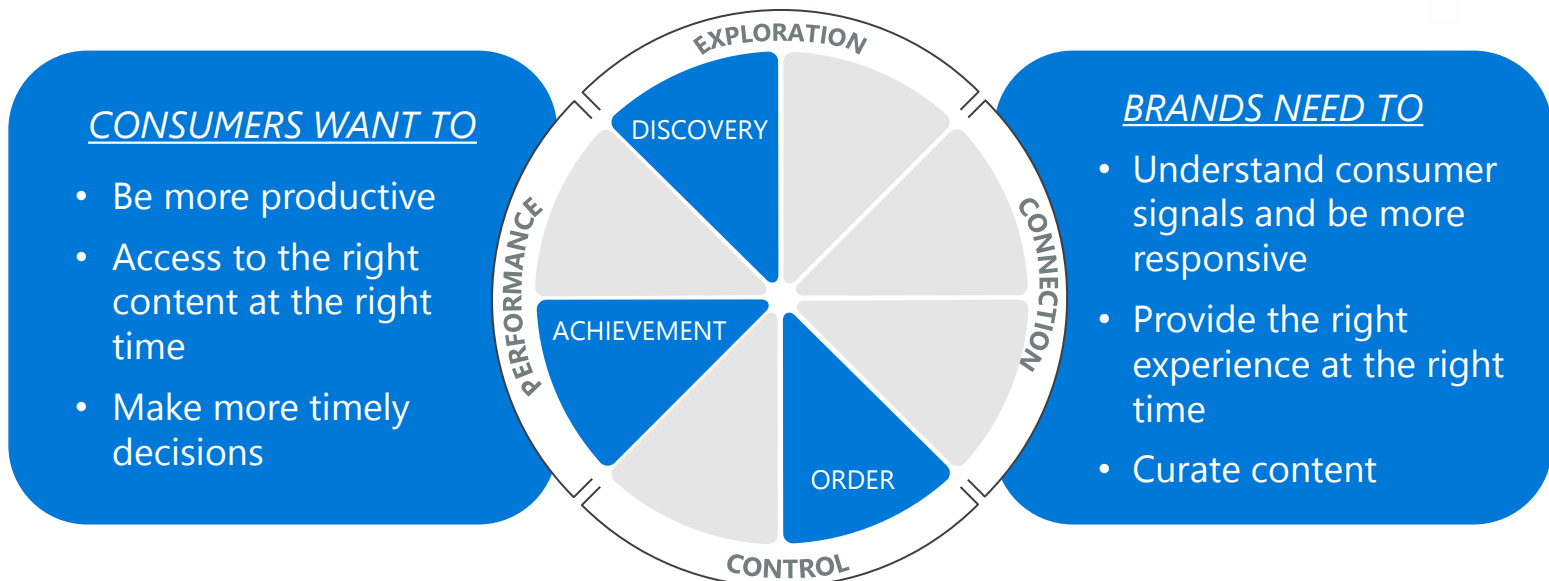 CONSUMERS WANT TO
• Be more productive
• Access to the right
content at the right
time
• Make more timely
decisions
EXPLORATION
DISCOVERY
PERFORMANCE
CONNECTION
ACHIEVEMENT
ORDER
CONTROL
BRANDS NEED TO
• Understand consumer
signals and be more
responsive
• Provide the right
experience at the right
time
• Curate content